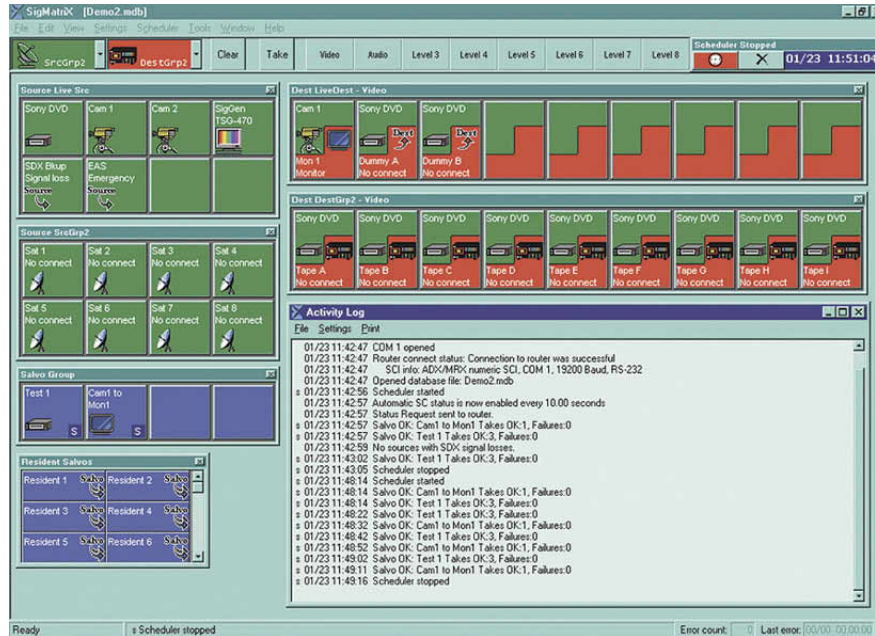 SigMatriX [Demo2.mdb]
File Edit View Settings Scheduler Tools Window Help
SrcGrp2 DestGrp2 Clear Take Video Audio Level 3 Level 4 Level 5 Level 6 Level 7 Level 8
Scheduler Stopped
01/23 11:51:04
Source Live Src
Sony DVD Cam 1 Cam 2 SigGen TSG-470
SDX Bkup Signal loss Source EAS Emergency Source
Source SrcGrp2
Sat 1 No connect Sat 2 No connect Sat 3 No connect Sat 4 No connect
Sat 5 No connect Sat 6 No connect Sat 7 No connect Sat 8 No connect
Salvo Group
Test 1 S Cam1 to Mon1 S
Resident Salvos
Resident 1 Salvo Resident 2 Salvo
Resident 3 Salvo Resident 4 Salvo
Resident 5 Salvo Resident 6 Salvo
Dest LiveDest - Video
Cam 1 Sony DVD Sony DVD
Dest Dest
Mon 1 Dummy A Dummy B
Monitor No connect No connect
Dest DestGrp2 - Video
Sony DVD Sony DVD Sony DVD Sony DVD Sony DVD Sony DVD Sony DVD Sony DVD Sony DVD
Tape A Tape B Tape C Tape D Tape E Tape F Tape G Tape H Tape I
No connect No connect No connect No connect No connect No connect No connect No connect No connect
Activity Log
File Settings Print
01/23 11:42:47 COM 1 opened
01/23 11:42:47 Router connect status: Connection to router was successful
01/23 11:42:47 SCI info: ADX/MRX numeric SCI, COM 1, 19200 Baud, RS-232
01/23 11:42:47 Opened database file: Demo2.mdb
s 01/23 11:42:56 Scheduler started
01/23 11:42:57 Automatic SC status is now enabled every 10.00 seconds
01/23 11:42:57 Status Request sent to router.
s 01/23 11:42:57 Salvo OK: Cam1 to Mon1 Takes OK:1, Failures:0
s 01/23 11:42:57 Salvo OK: Test 1 Takes OK:3, Failures:0
01/23 11:42:59 No sources with SDX signal losses.
s 01/23 11:43:02 Salvo OK: Test 1 Takes OK:3, Failures:0
s 01/23 11:43:05 Scheduler stopped
s 01/23 11:48:14 Scheduler started
s 01/23 11:48:14 Salvo OK: Cam1 to Mon1 Takes OK:1, Failures:0
s 01/23 11:48:14 Salvo OK: Test 1 Takes OK:3, Failures:0
s 01/23 11:48:22 Salvo OK: Test 1 Takes OK:3, Failures:0
s 01/23 11:48:32 Salvo OK: Cam1 to Mon1 Takes OK:1, Failures:0
s 01/23 11:48:42 Salvo OK: Test 1 Takes OK:3, Failures:0
s 01/23 11:48:52 Salvo OK: Cam1 to Mon1 Takes OK:1, Failures:0
s 01/23 11:49:02 Salvo OK: Test 1 Takes OK:3, Failures:0
s 01/23 11:49:11 Salvo OK: Cam1 to Mon1 Takes OK:1, Failures:0
s 01/23 11:49:16 Scheduler stopped
Ready s Scheduler stopped Error count: 0 Last error: 00/00 00:00:00